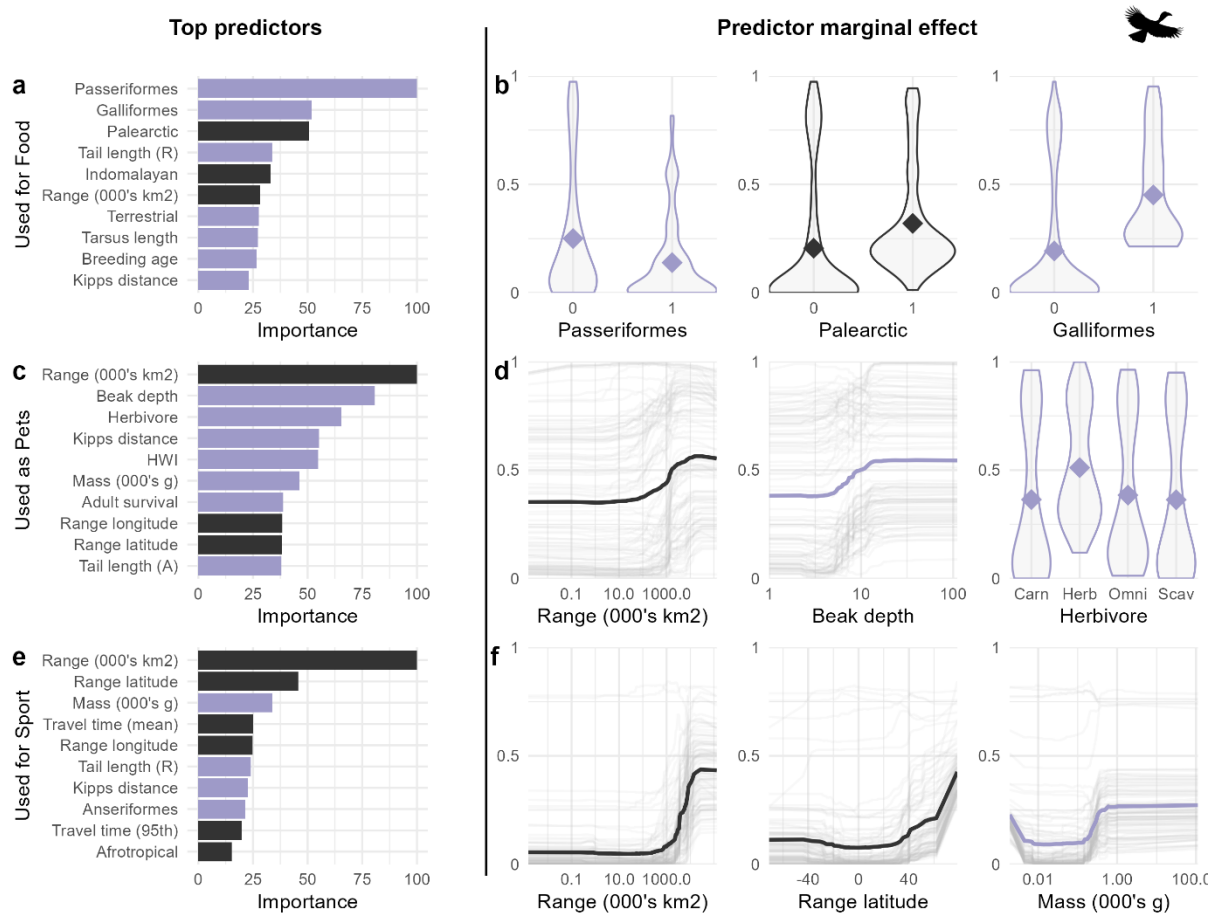 Top predictors
Predictor marginal effect
a
Used for Food
Passeriformes
Galliformes
Palearctic
Tail length (R)
Indomalayan
Range (000's km2)
Terrestrial
Tarsus length
Breeding age
Kipps distance
0 25 50 75 100
Importance
b
1
0.5
0
0 1
Passeriformes
1
0.5
0
0 1
Palearctic
1
0.5
0
0 1
Galliformes
c
Used as Pets
Range (000's km2)
Beak depth
Herbivore
Kipps distance
HWI
Mass (000's g)
Adult survival
Range longitude
Range latitude
Tail length (A)
0 25 50 75 100
Importance
d
1
0.5
0
0.1 10.0 1000.0
Range (000's km2)
1
0.5
0
1 10 100
Beak depth
1
0.5
0
Carn Herb Omni Scav
Herbivore
e
Used for Sport
Range (000's km2)
Range latitude
Mass (000's g)
Travel time (mean)
Range longitude
Tail length (R)
Kipps distance
Anseriformes
Travel time (95th)
Afrotropical
0 25 50 75 100
Importance
f
1
0.5
0
0.1 10.0 1000.0
Range (000's km2)
1
0.5
0
-40 0 40
Range latitude
1
0.5
0
0.01 1.00 100.0
Mass (000's g)